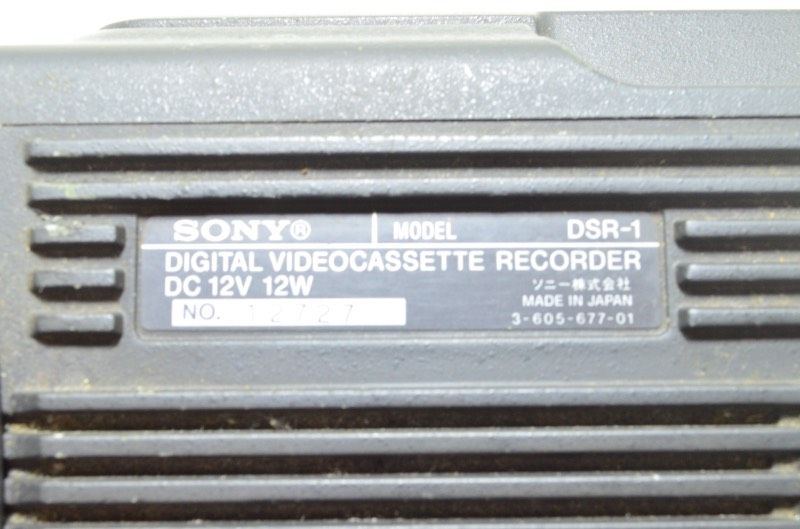 SONY® MODEL DSR-1
DIGITAL VIDEOCASSETTE RECORDER
DC 12V 12W
ソニー株式会社
MADE IN JAPAN
NO. 12727
3-605-677-01